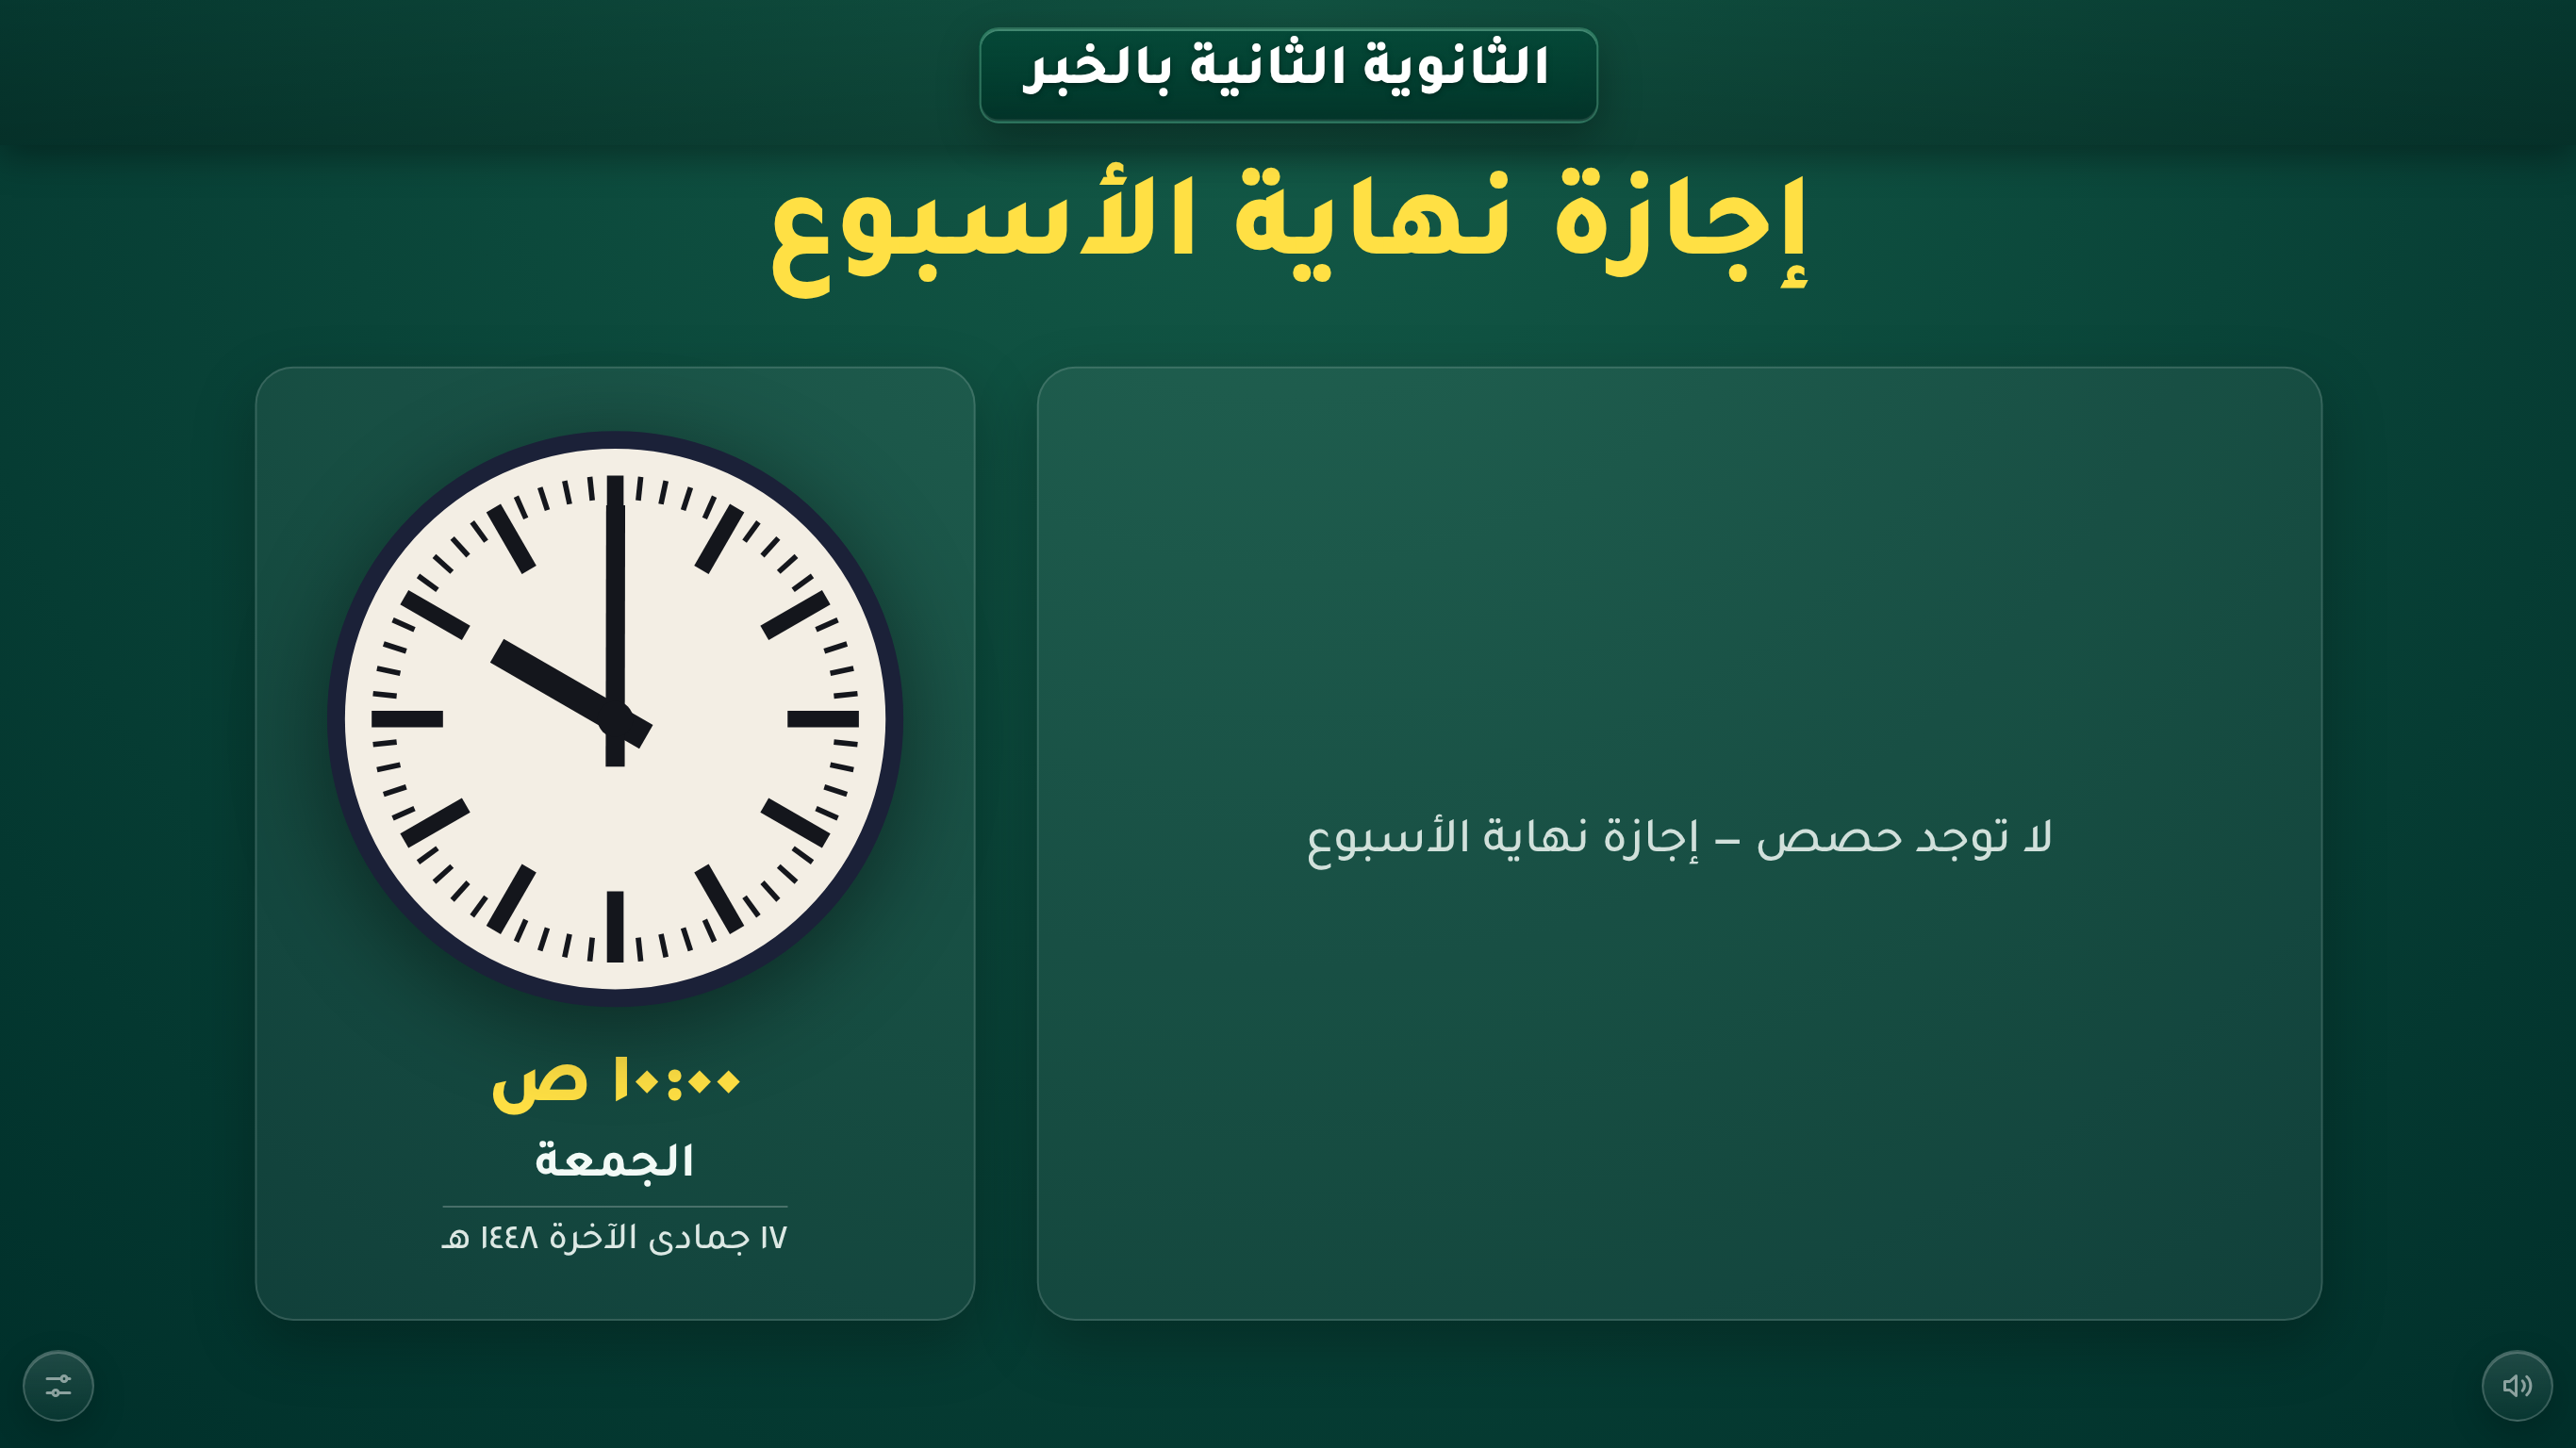 الثانوية الثانية بالخبر
إجازة نهاية الأسبوع
لا توجد حصص – إجازة نهاية الأسبوع
١٠:٠٠ ص
الجمعة
١٧ جمادى الآخرة ١٤٤٨ هـ